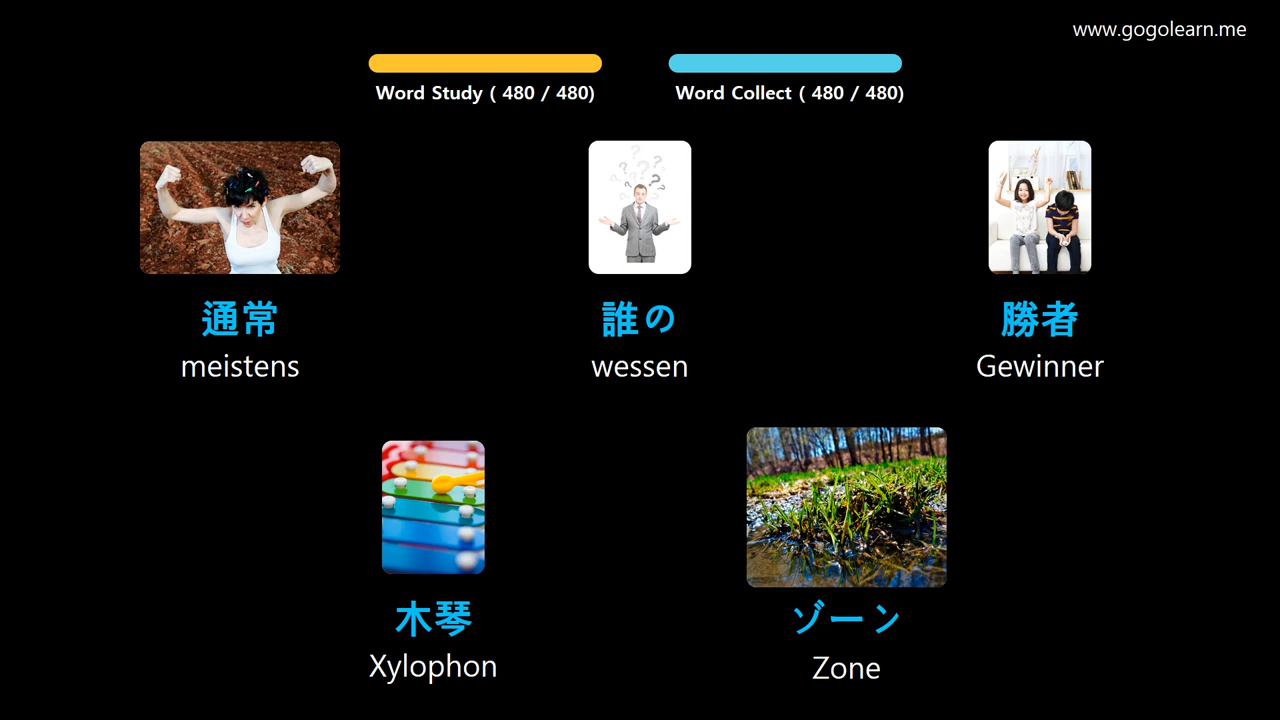 www.gogolearn.me
Word Study ( 480 / 480)
Word Collect ( 480 / 480)
通常
meistens
誰の
wessen
勝者
Gewinner
木琴
Xylophon
ゾーン
Zone